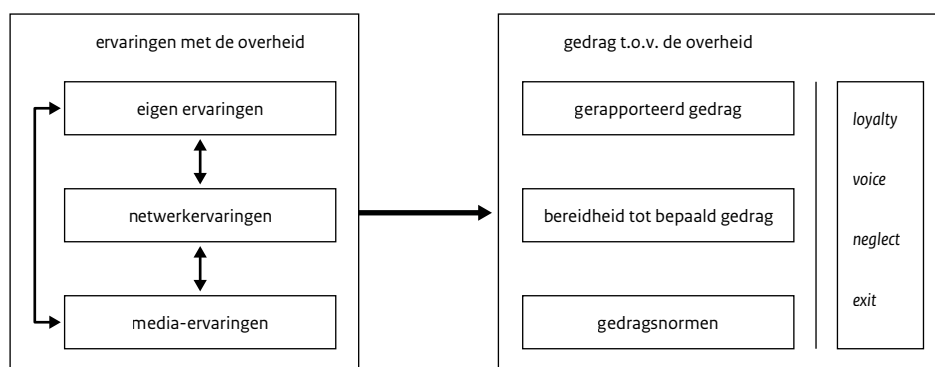 ervaringen met de overheid
eigen ervaringen
netwerkervaringen
media-ervaringen
gedrag t.o.v. de overheid
gerapporteerd gedrag
bereidheid tot bepaald gedrag
gedragsnormen
loyalty
voice
neglect
exit